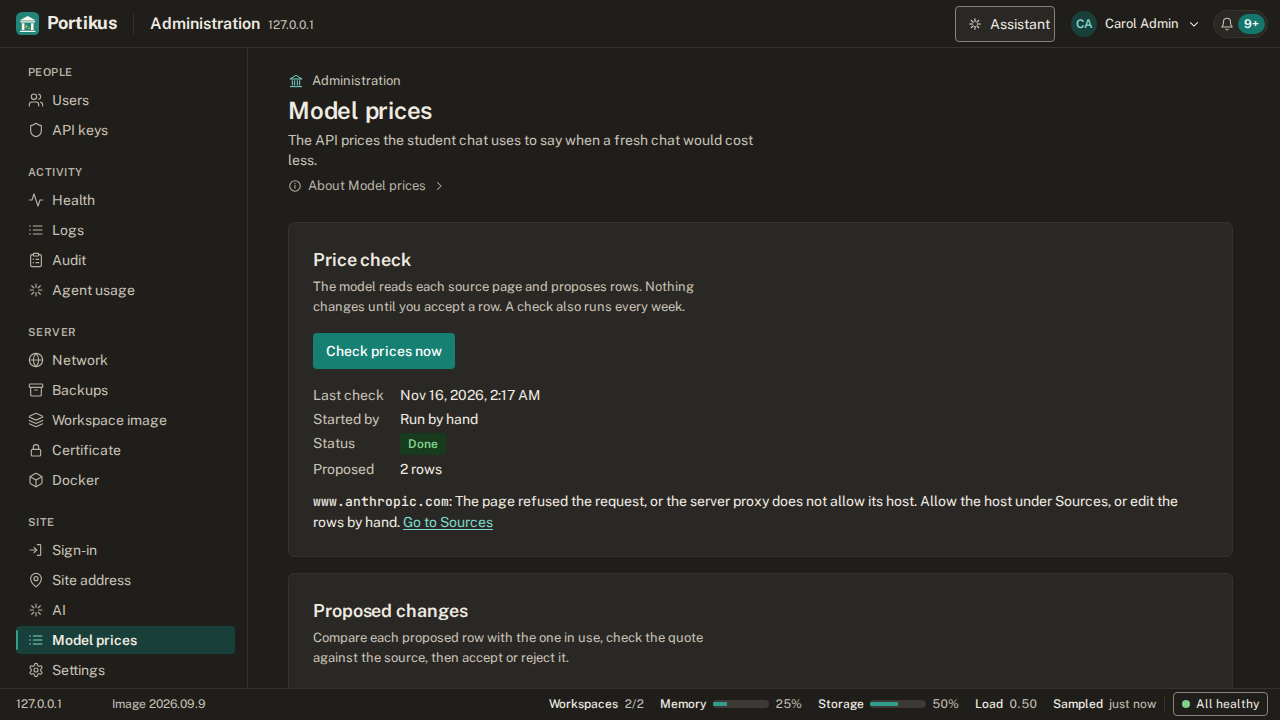 Portikus
Administration 127.0.0.1
Assistant
CA Carol Admin
9+
PEOPLE
Users
API keys
ACTIVITY
Health
Logs
Audit
Agent usage
SERVER
Network
Backups
Workspace image
Certificate
Docker
SITE
Sign-in
Site address
AI
Model prices
Settings
Administration
Model prices
The API prices the student chat uses to say when a fresh chat would cost
less.
About Model prices
Price check
The model reads each source page and proposes rows. Nothing
changes until you accept a row. A check also runs every week.
Check prices now
Last check Nov 16, 2026, 2:17 AM
Started by Run by hand
Status Done
Proposed 2 rows
www.anthropic.com: The page refused the request, or the server proxy does not allow its host. Allow the host under Sources, or edit the
rows by hand. Go to Sources
Proposed changes
Compare each proposed row with the one in use, check the quote
against the source, then accept or reject it.
127.0.0.1 Image 2026.09.9 Workspaces 2/2 Memory 25% Storage 50% Load 0.50 Sampled just now All healthy